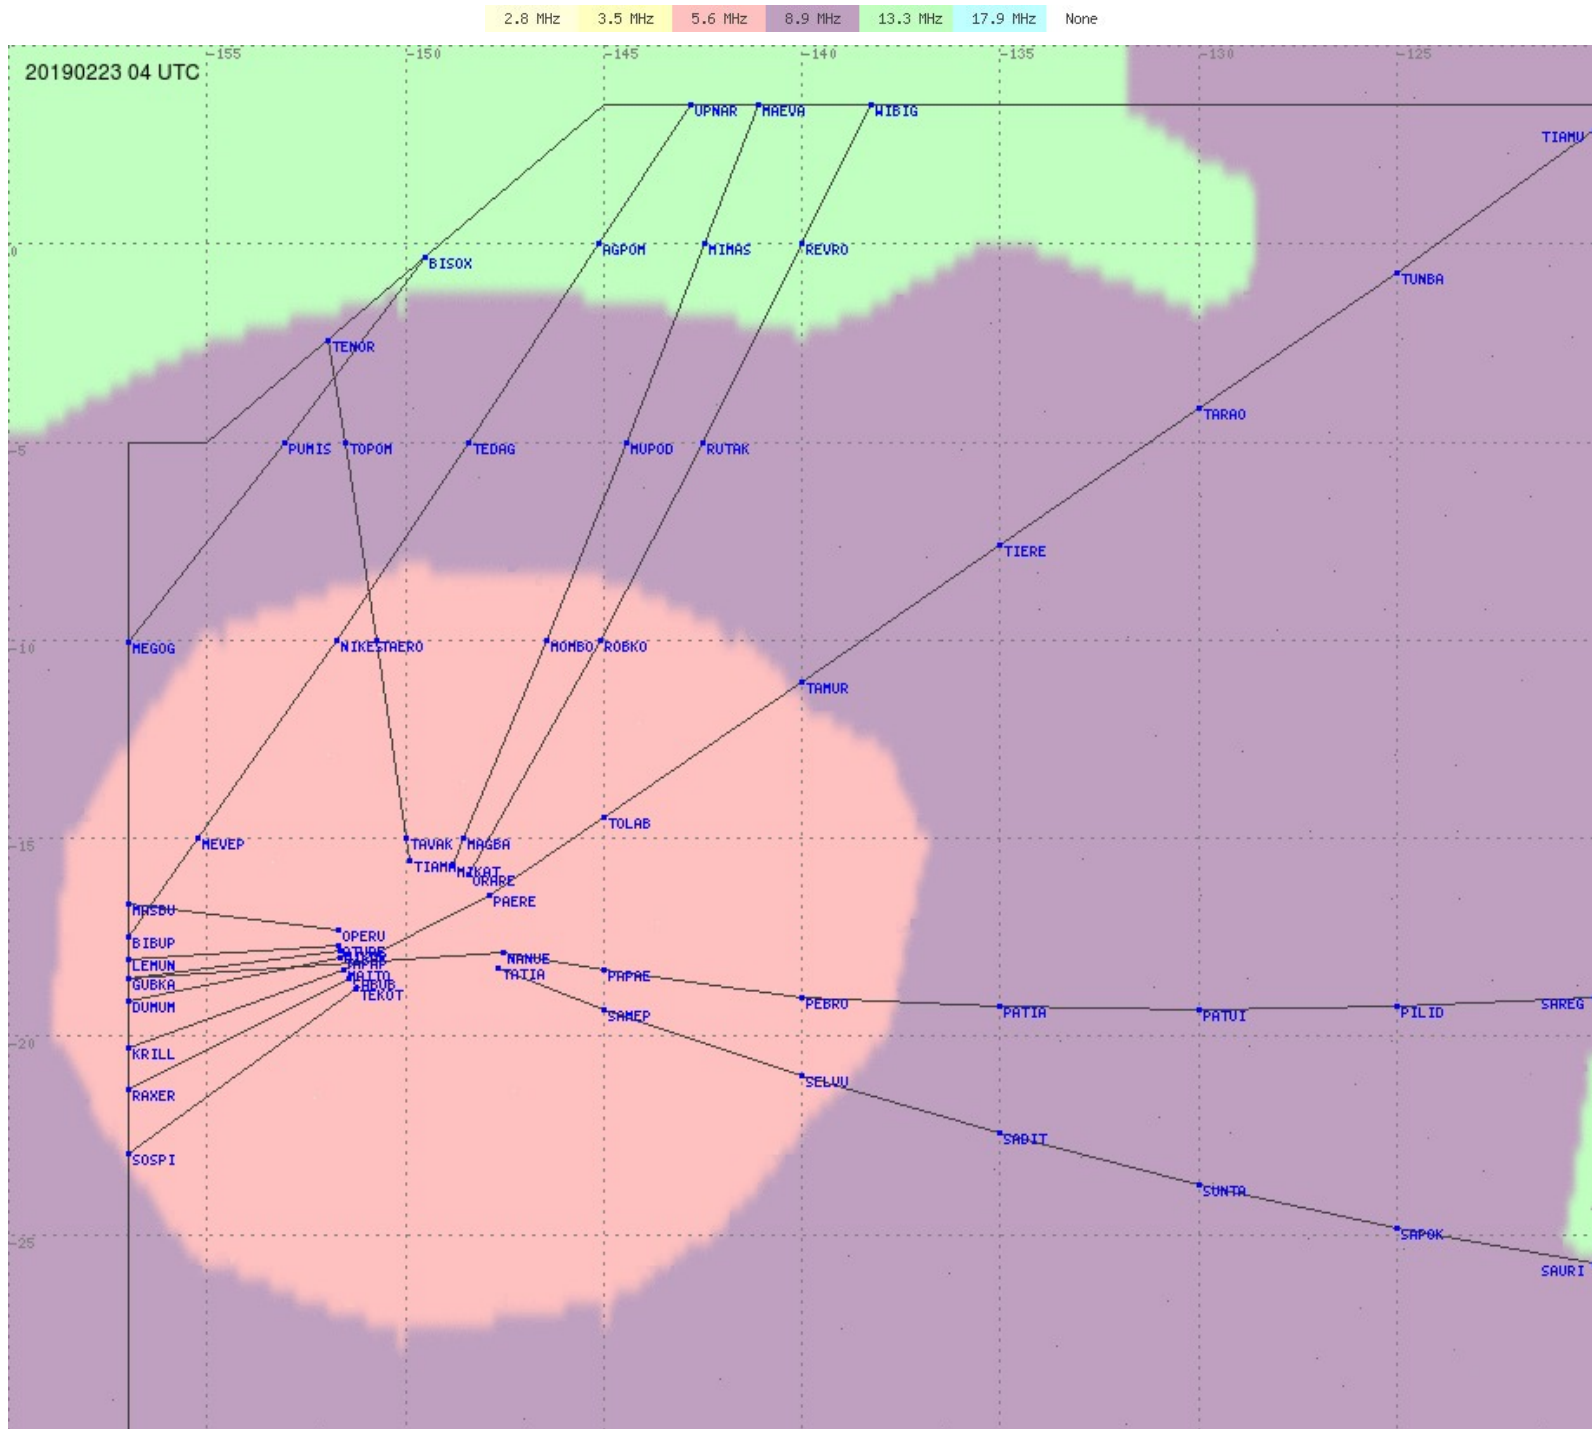 2.8 MHz 3.5 MHz 5.6 MHz 8.9 MHz 13.3 MHz 17.9 MHz None
-155 -150 -145 -140 -135 -130 -125
20190223 04 UTC
UPNAR MAEVA WIBIG
TIAMU
0 AGPOM MIMAS REVRO
BISOX
TUNBA
TENOR
TARAO
-5 PUMIS TOPOM TEDAG MUPOD RUTAK
TIERE
-10 MEGOG NIKES TAERO MOMBO ROBKO
TAMUR
TOLAB
-15 MEVEP TAVAK MAGBA
TIAMA MIKAT
ORARE
PAERE
MASBU
OPERU
BIBUP
NANUE
LEMUN
TATIA PAPAE
GUBKA
TEKOT
DUMUM PEBRO PATIA PATUI PILID SAREG
SAMEP
-20
KRILL
SELVU
RAXER
SADIT
SOSPI
SUNTA
-25 SAPOK
SAURI